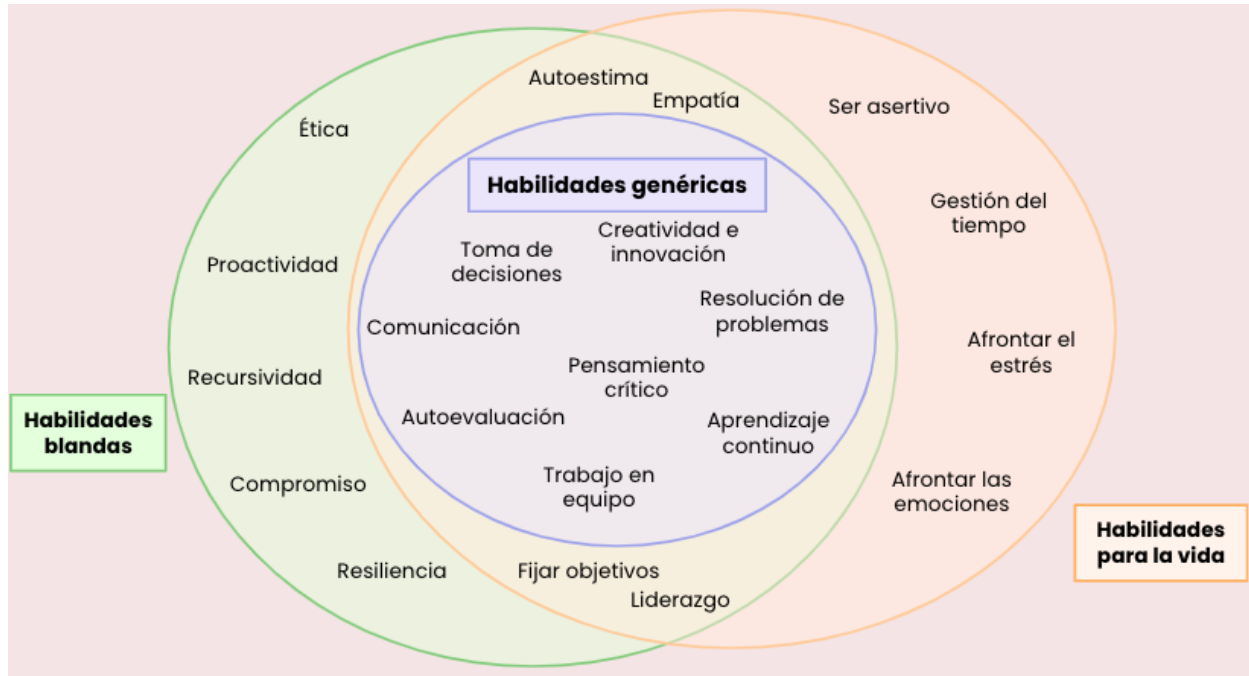 Autoestima
Empatía
Ser asertivo
Ética
Habilidades genéricas
Gestión del
tiempo
Creatividad e
innovación
Toma de
decisiones
Proactividad
Resolución de
problemas
Comunicación
Afrontar el
estrés
Pensamiento
crítico
Recursividad
Autoevaluación
Aprendizaje
continuo
Habilidades
blandas
Trabajo en
equipo
Compromiso
Afrontar las
emociones
Habilidades
para la vida
Resiliencia
Fijar objetivos
Liderazgo